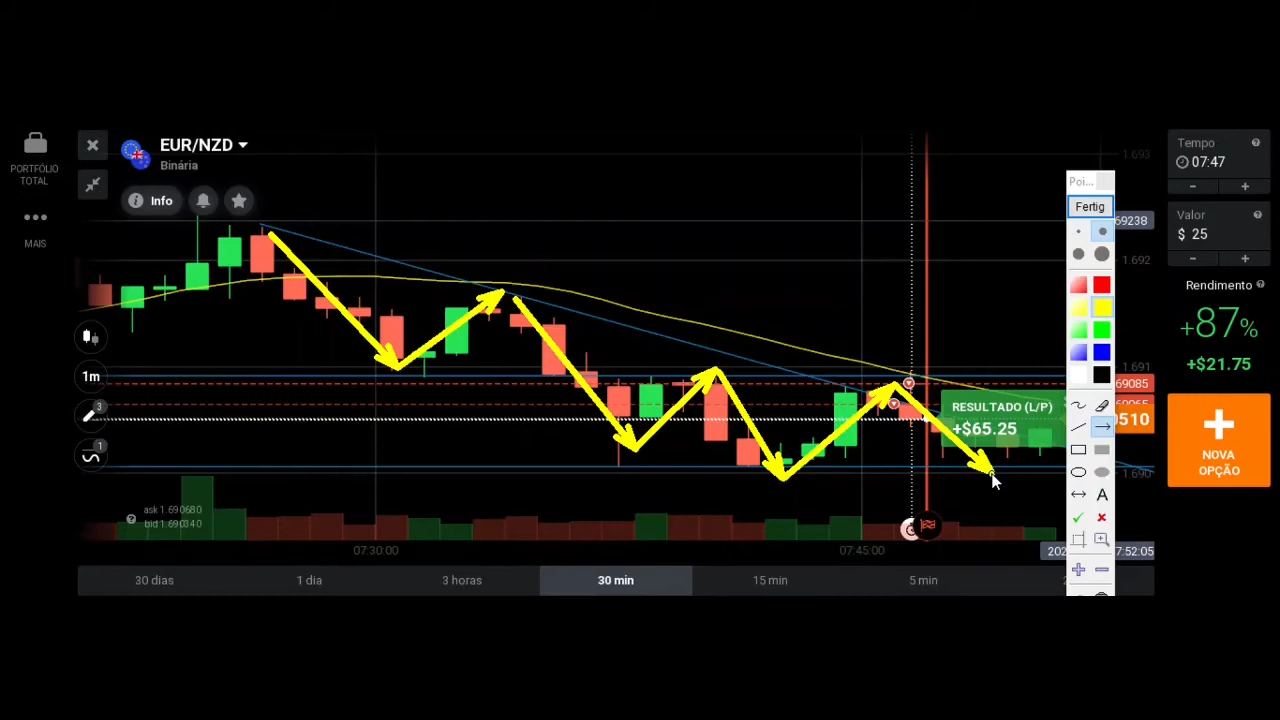 EUR/NZD
Binária
PORTFÓLIO
TOTAL
MAIS
Info
1m
3
1
ask 1.690680
bid 1.690340
07:30:00
07:45:00
30 dias
1 dia
3 horas
30 min
15 min
5 min
1.693
69238
1.692
1.691
69085
510
1.690
RESULTADO (L/P)
+$65.25
202
7:52:05
Poi...
Fertig
A
Tempo
07:47
-
+
Valor
$ 25
-
+
Rendimento
+87%
+$21.75
NOVA
OPÇÃO